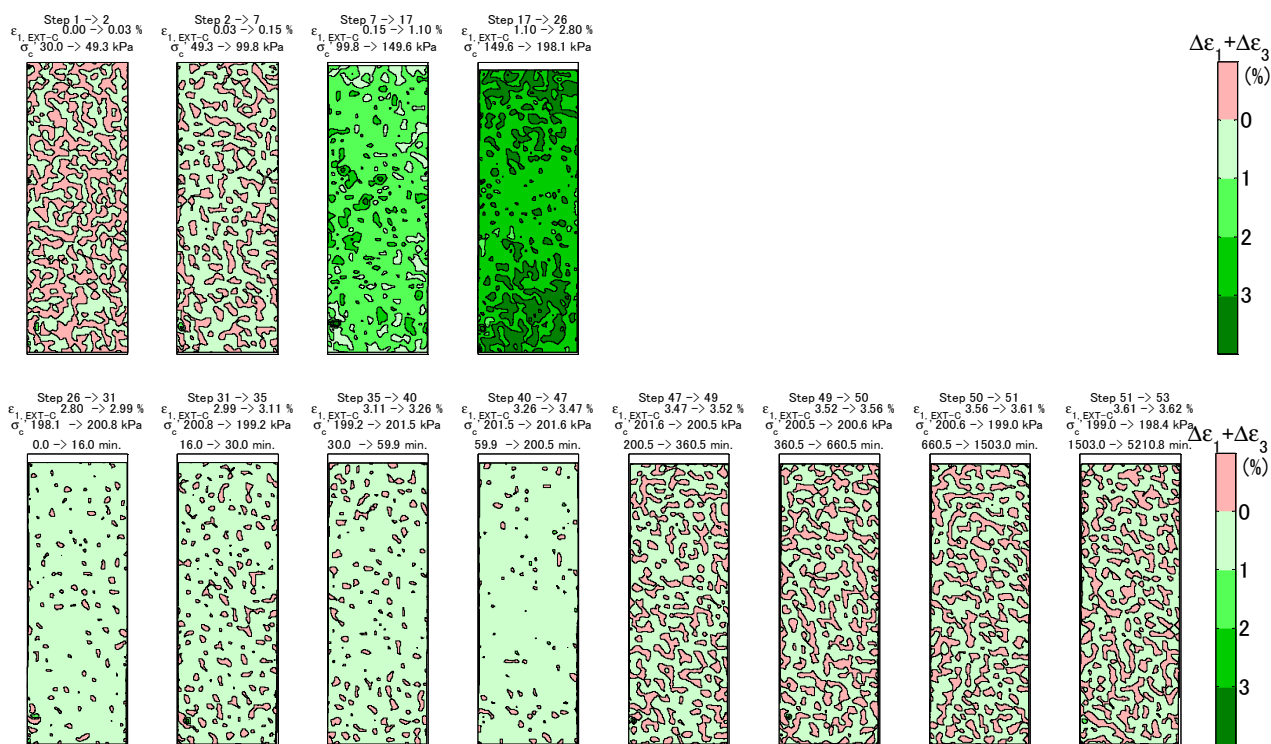 Step 1 -> 2
ε1, EXT-C 0.00 -> 0.03 %
σc' 30.0 -> 49.3 kPa
Step 2 -> 7
ε1, EXT-C 0.03 -> 0.15 %
σc' 49.3 -> 99.8 kPa
Step 7 -> 17
ε1, EXT-C 0.15 -> 1.10 %
σc' 99.8 -> 149.6 kPa
Step 17 -> 26
ε1, EXT-C 1.10 -> 2.80 %
σc' 149.6 -> 198.1 kPa
Δε1+Δε3
(%)
0
1
2
3
Step 26 -> 31
ε1, EXT-C 2.80 -> 2.99 %
σc' 198.1 -> 200.8 kPa
0.0 -> 16.0 min.
Step 31 -> 35
ε1, EXT-C 2.99 -> 3.11 %
σc' 200.8 -> 199.2 kPa
16.0 -> 30.0 min.
Step 35 -> 40
ε1, EXT-C 3.11 -> 3.26 %
σc' 199.2 -> 201.5 kPa
30.0 -> 59.9 min.
Step 40 -> 47
ε1, EXT-C 3.26 -> 3.47 %
σc' 201.5 -> 201.6 kPa
59.9 -> 200.5 min.
Step 47 -> 49
ε1, EXT-C 3.47 -> 3.52 %
σc' 201.6 -> 200.5 kPa
200.5 -> 360.5 min.
Step 49 -> 50
ε1, EXT-C 3.52 -> 3.56 %
σc' 200.5 -> 200.6 kPa
360.5 -> 660.5 min.
Step 50 -> 51
ε1, EXT-C 3.56 -> 3.61 %
σc' 200.6 -> 199.0 kPa
660.5 -> 1503.0 min.
Step 51 -> 53
ε1, EXT-C 3.61 -> 3.62 %
σc' 199.0 -> 198.4 kPa
1503.0 -> 5210.8 min.
Δε1+Δε3
(%)
0
1
2
3